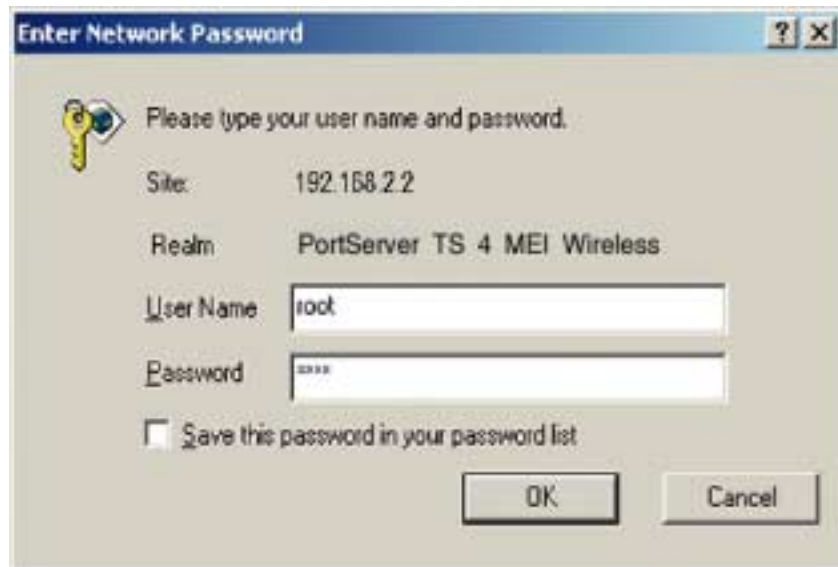 Enter Network Password
Please type your user name and password.
Site: 192.168.2.2
Realm PortServer TS 4 MEI Wireless
User Name root
Password ****
Save this password in your password list
OK Cancel